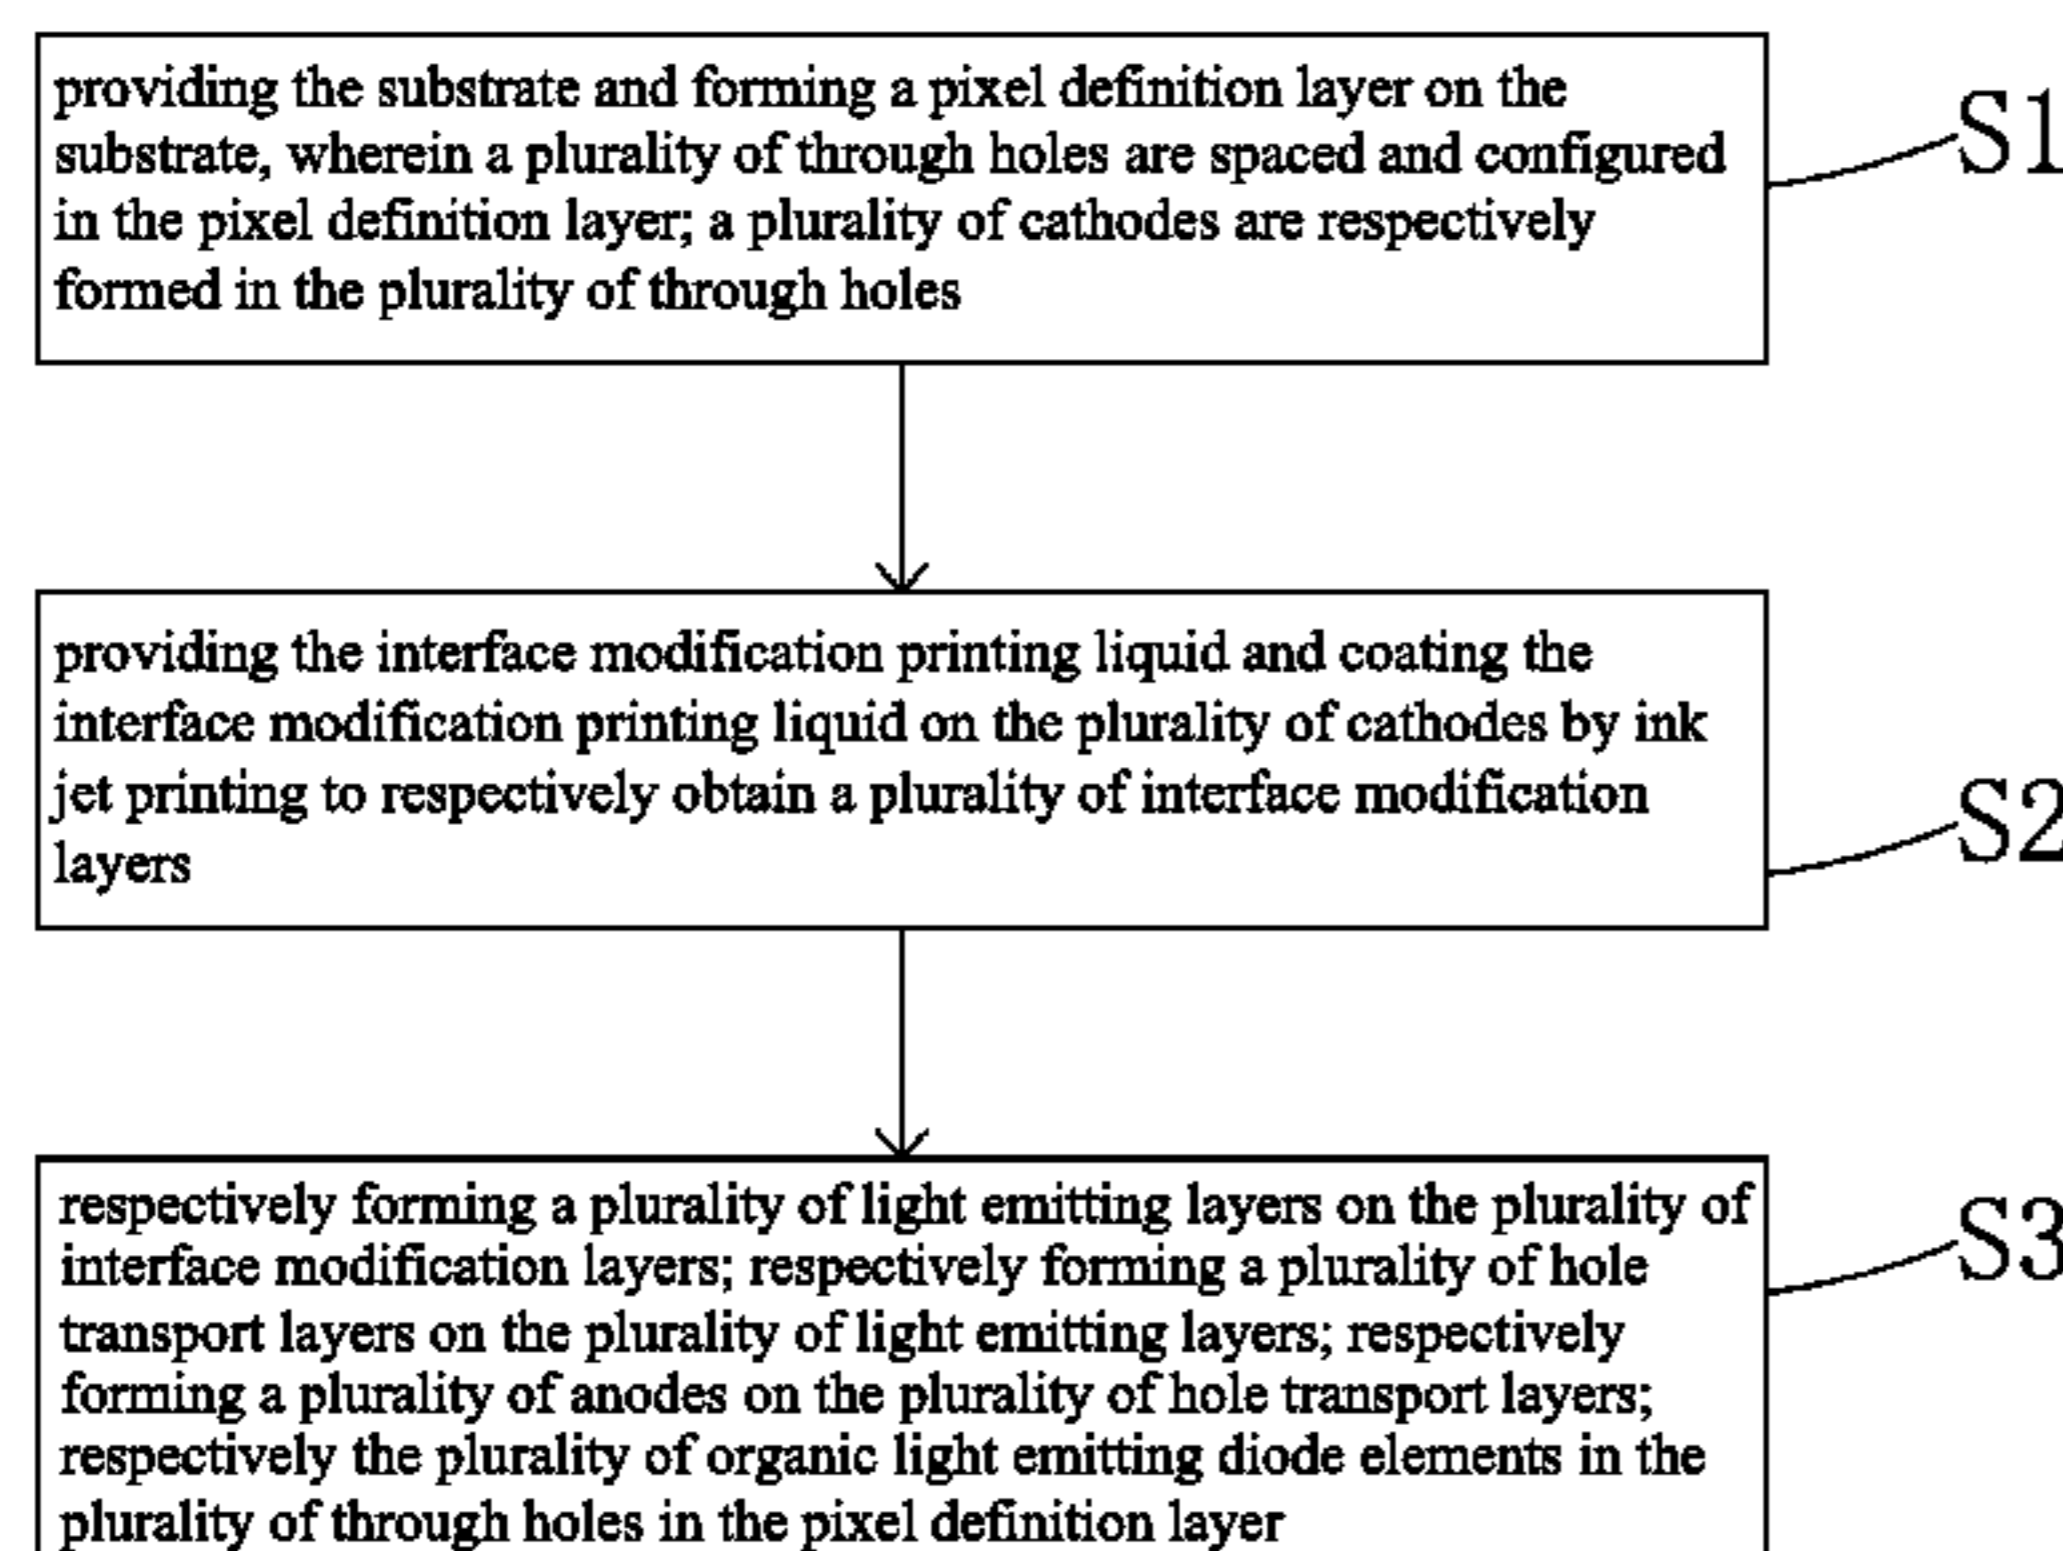 providing the substrate and forming a pixel definition layer on the
substrate, wherein a plurality of through holes are spaced and configured
in the pixel definition layer; a plurality of cathodes are respectively
formed in the plurality of through holes
S1
providing the interface modification printing liquid and coating the
interface modification printing liquid on the plurality of cathodes by ink
jet printing to respectively obtain a plurality of interface modification
layers
S2
respectively forming a plurality of light emitting layers on the plurality of
interface modification layers; respectively forming a plurality of hole
transport layers on the plurality of light emitting layers; respectively
forming a plurality of anodes on the plurality of hole transport layers;
respectively the plurality of organic light emitting diode elements in the
plurality of through holes in the pixel definition layer
S3